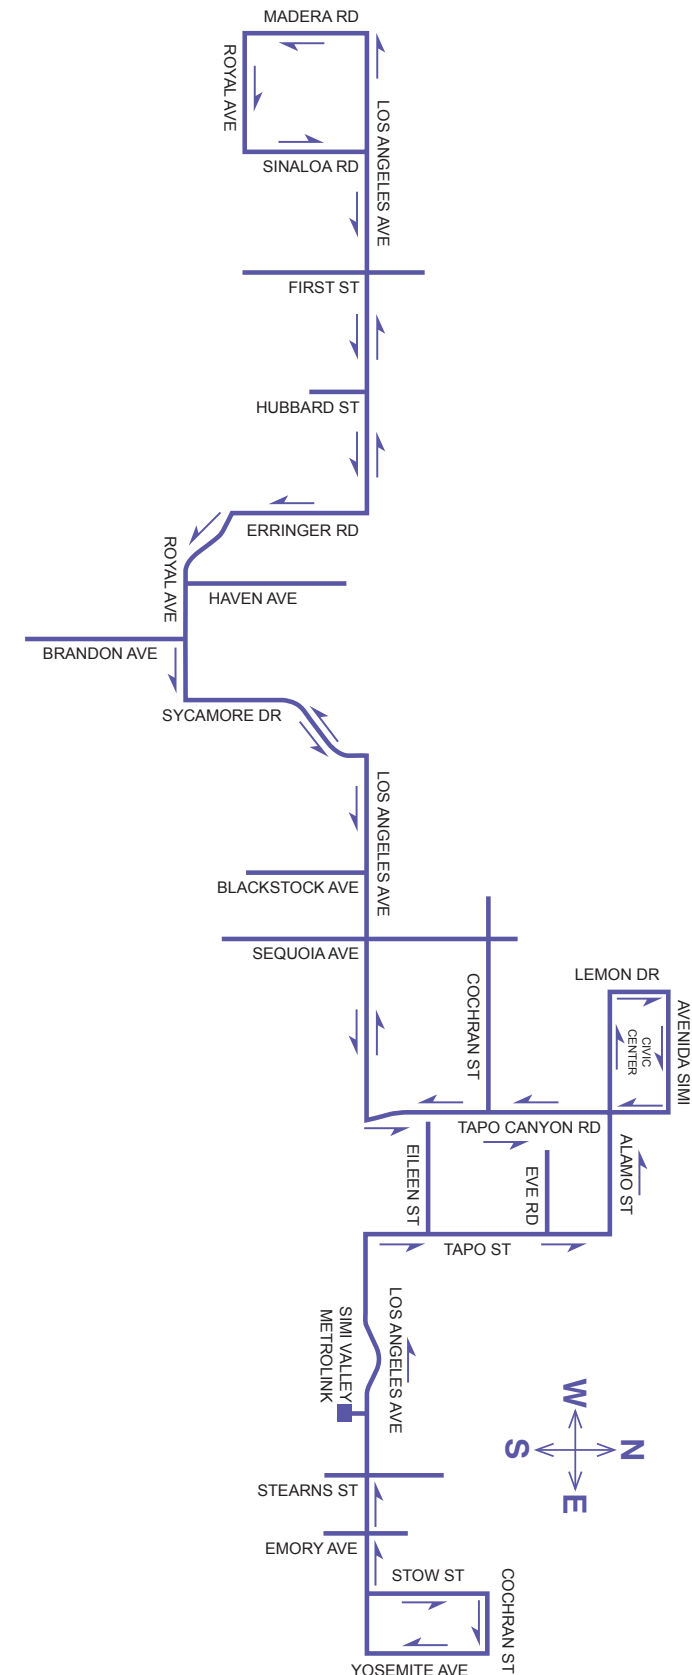 MADERA RD
ROYAL AVE
LOS ANGELES AVE
SINALOA RD
FIRST ST
HUBBARD ST
ERRINGER RD
ROYAL AVE
HAVEN AVE
BRANDON AVE
SYCAMORE DR
LOS ANGELES AVE
BLACKSTOCK AVE
SEQUOIA AVE
COCHRAN ST
LEMON DR
AVENIDA SIMI
CIVIC
CENTER
TAPO CANYON RD
EILEEN ST
EVE RD
ALAMO ST
TAPO ST
LOS ANGELES AVE
SIMI VALLEY
METROLINK
W
N
S
E
STEARNS ST
EMORY AVE
STOW ST
COCHRAN ST
YOSEMITE AVE